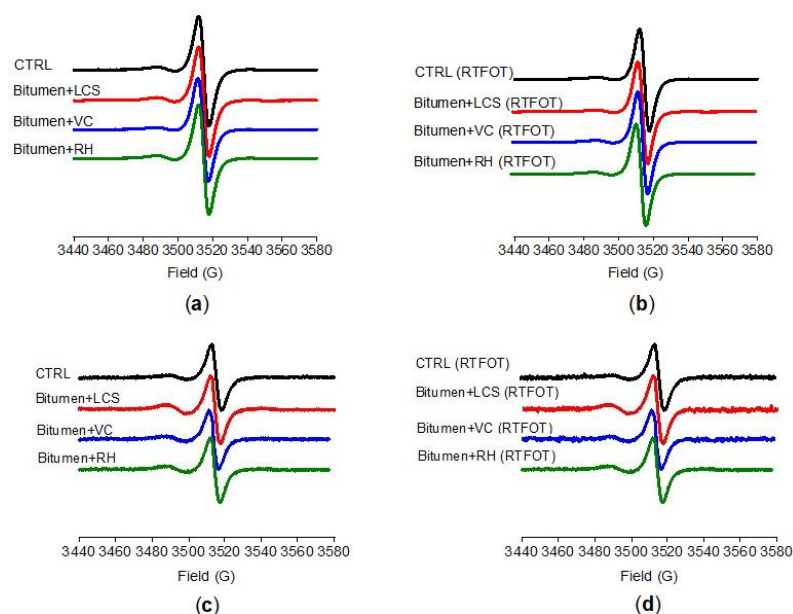 CTRL
Bitumen+LCS
Bitumen+VC
Bitumen+RH
3440 3460 3480 3500 3520 3540 3560 3580
Field (G)
(a)
CTRL (RTFOT)
Bitumen+LCS (RTFOT)
Bitumen+VC (RTFOT)
Bitumen+RH (RTFOT)
3440 3460 3480 3500 3520 3540 3560 3580
Field (G)
(b)
CTRL
Bitumen+LCS
Bitumen+VC
Bitumen+RH
3440 3460 3480 3500 3520 3540 3560 3580
Field (G)
(c)
CTRL (RTFOT)
Bitumen+LCS (RTFOT)
Bitumen+VC (RTFOT)
Bitumen+RH (RTFOT)
3440 3460 3480 3500 3520 3540 3560 3580
Field (G)
(d)